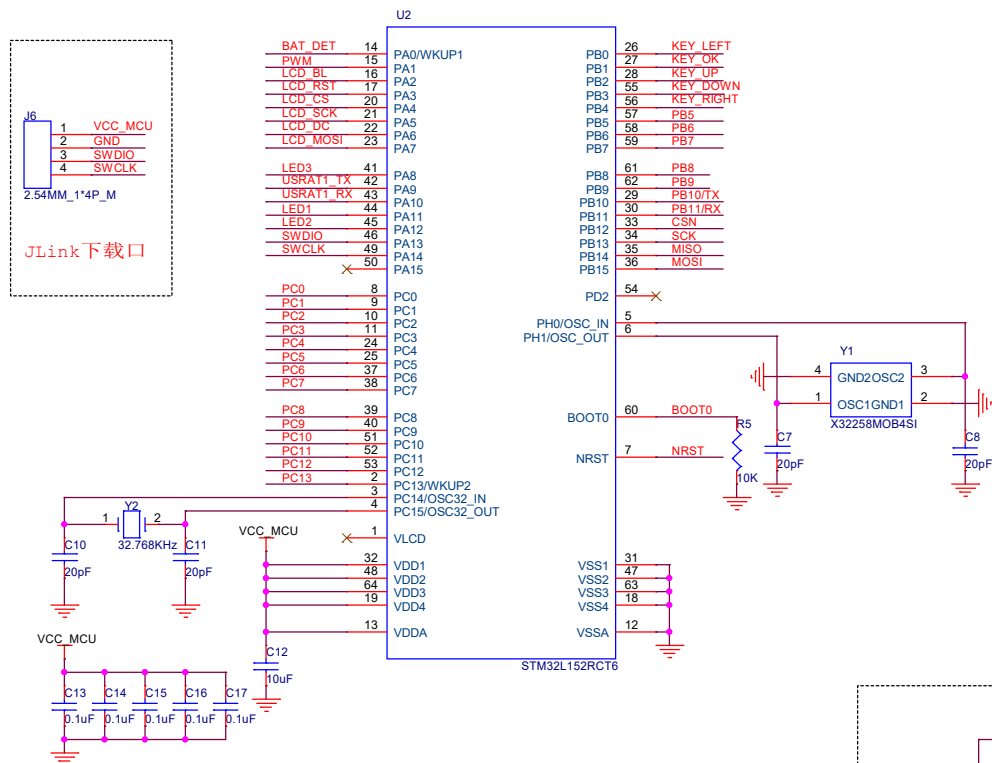 U2
J6
1 VCC_MCU
2 GND
3 SWDIO
4 SWCLK
2.54MM_1*4P_M
JLink下载口
BAT_DET 14 PA0/WKUP1
PWM 15 PA1
LCD_BL 16 PA2
LCD_RST 17 PA3
LCD_CS 20 PA4
LCD_SCK 21 PA5
LCD_DC 22 PA6
LCD_MOSI 23 PA7
LED3 41 PA8
USRAT1_TX 42 PA9
USRAT1_RX 43 PA10
LED1 44 PA11
LED2 45 PA12
SWDIO 46 PA13
SWCLK 49 PA14
50 PA15
PC0 8 PC0
PC1 9 PC1
PC2 10 PC2
PC3 11 PC3
PC4 24 PC4
PC5 25 PC5
PC6 37 PC6
PC7 38 PC7
PC8 39 PC8
PC9 40 PC9
PC10 51 PC10
PC11 52 PC11
PC12 53 PC12
PC13 2 PC13/WKUP2
3 PC14/OSC32_IN
4 PC15/OSC32_OUT
1 VLCD
32 VDD1
48 VDD2
64 VDD3
19 VDD4
13 VDDA
PB0 26 KEY_LEFT
PB1 27 KEY_OK
PB2 28 KEY_UP
PB3 55 KEY_DOWN
PB4 56 KEY_RIGHT
PB5 57 PB5
PB6 58 PB6
PB7 59 PB7
PB8 61 PB8
PB9 62 PB9
PB10 29 PB10/TX
PB11 30 PB11/RX
PB12 33 CSN
PB13 34 SCK
PB14 35 MISO
PB15 36 MOSI
PD2 54
PH0/OSC_IN 5
PH1/OSC_OUT 6
BOOT0 60 BOOT0
NRST 7 NRST
VSS1 31
VSS2 47
VSS3 63
VSS4 18
VSSA 12
STM32L152RCT6
Y1
4 GND2 OSC2 3
1 OSC1 GND1 2
X32258MOB4SI
R5
10K
C7
20pF
C8
20pF
Y2
1 2
32.768KHz
C10
20pF
C11
20pF
VCC_MCU
C12
10uF
VCC_MCU
C13 C14 C15 C16 C17
0.1uF 0.1uF 0.1uF 0.1uF 0.1uF